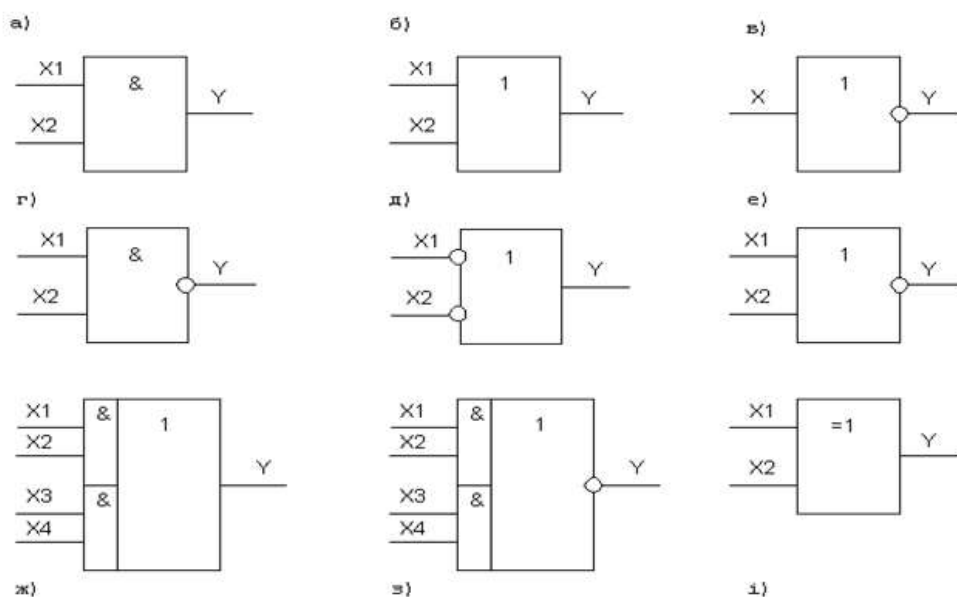 а) б) в)
X1 & Y X1 1 Y X 1 Y
X2 X2
г) д) е)
X1 & Y X1 1 Y X1 1 Y
X2 X2 X2
X1 & 1 X1 & 1 X1 =1
X2 Y X2 Y X2 Y
X3 & X3 &
X4 X4
ж) з) і)